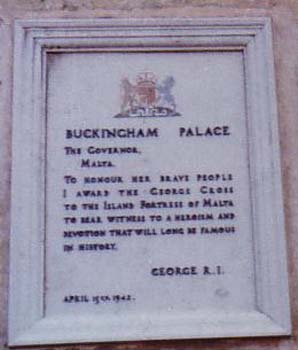 BUCKINGHAM PALACE
THE GOVERNOR,
MALTA.
TO HONOUR HER BRAVE PEOPLE
I AWARD THE GEORGE CROSS
TO THE ISLAND FORTRESS OF MALTA
TO BEAR WITNESS TO A HEROISM AND
DEVOTION THAT WILL LONG BE FAMOUS
IN HISTORY.
GEORGE R.I.
APRIL 15TH 1942.